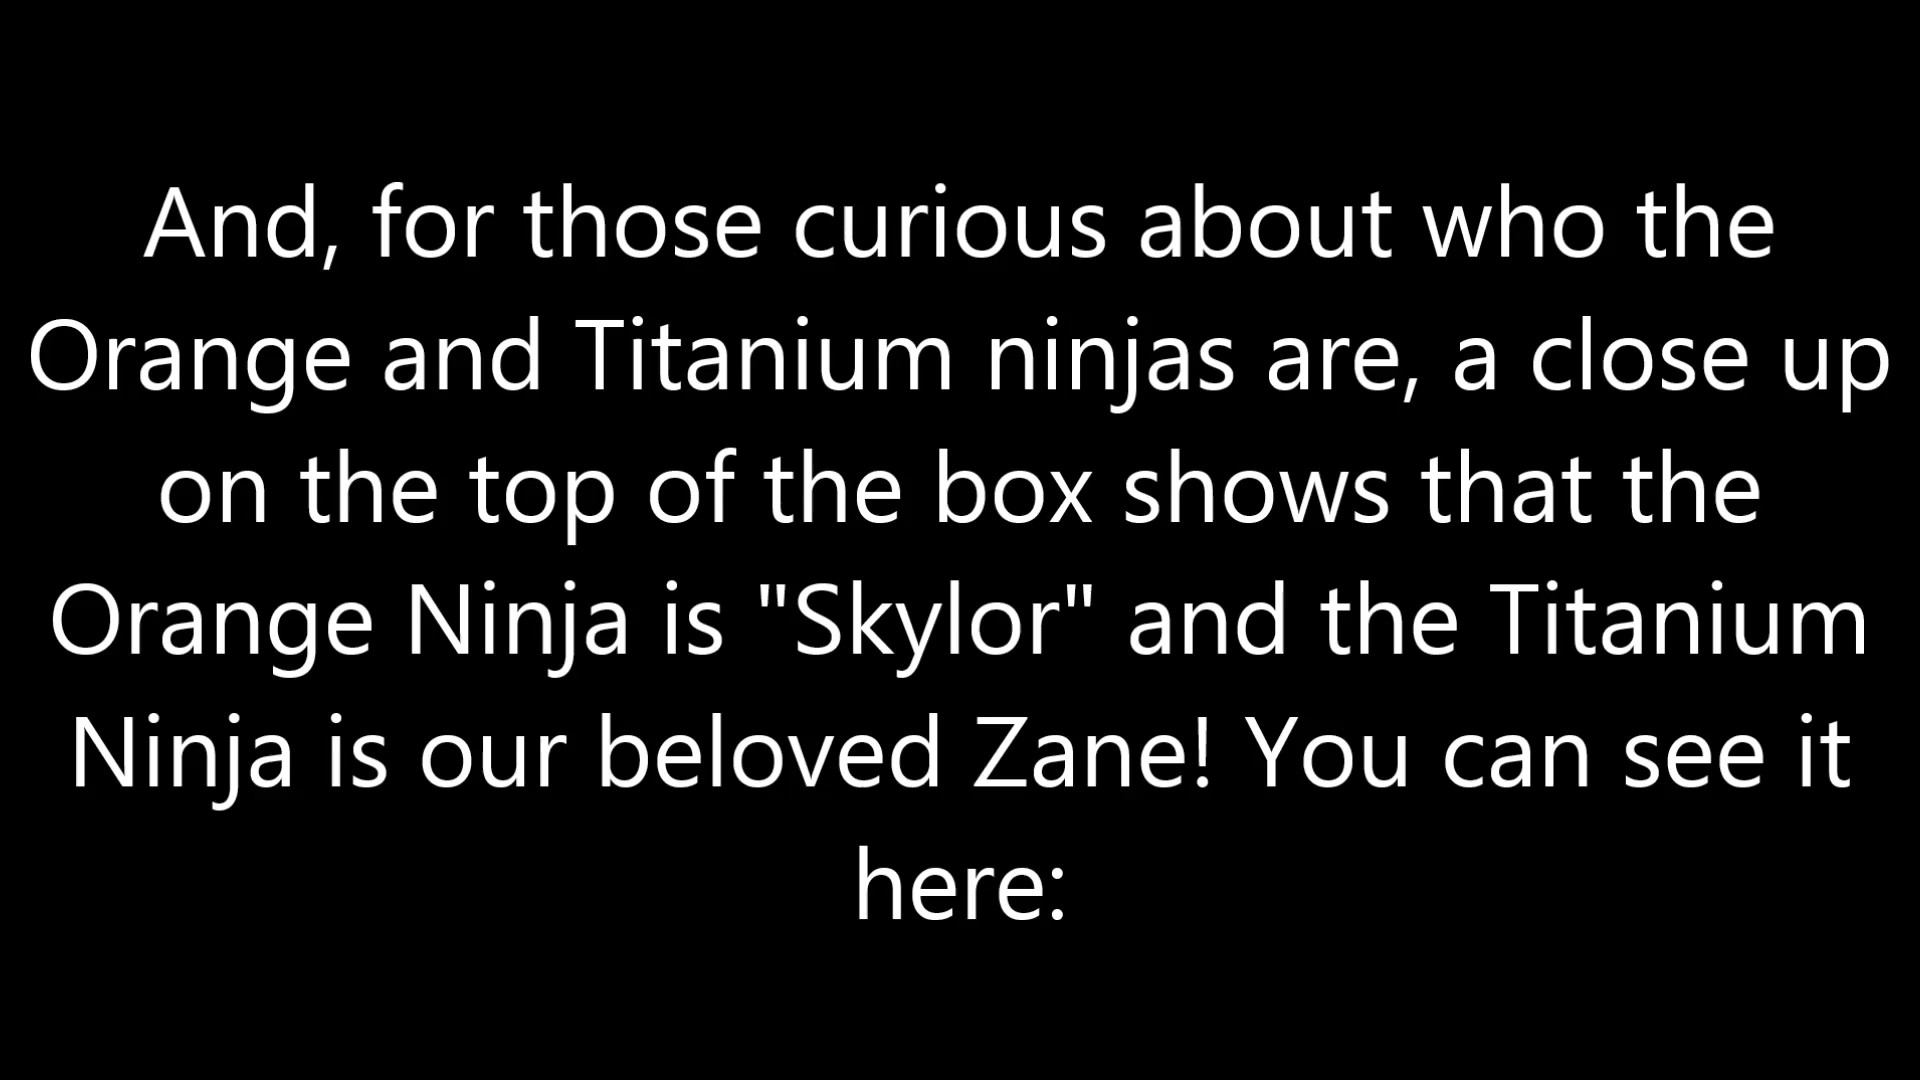 And, for those curious about who the
Orange and Titanium ninjas are, a close up
on the top of the box shows that the
Orange Ninja is "Skylor" and the Titanium
Ninja is our beloved Zane! You can see it
here: